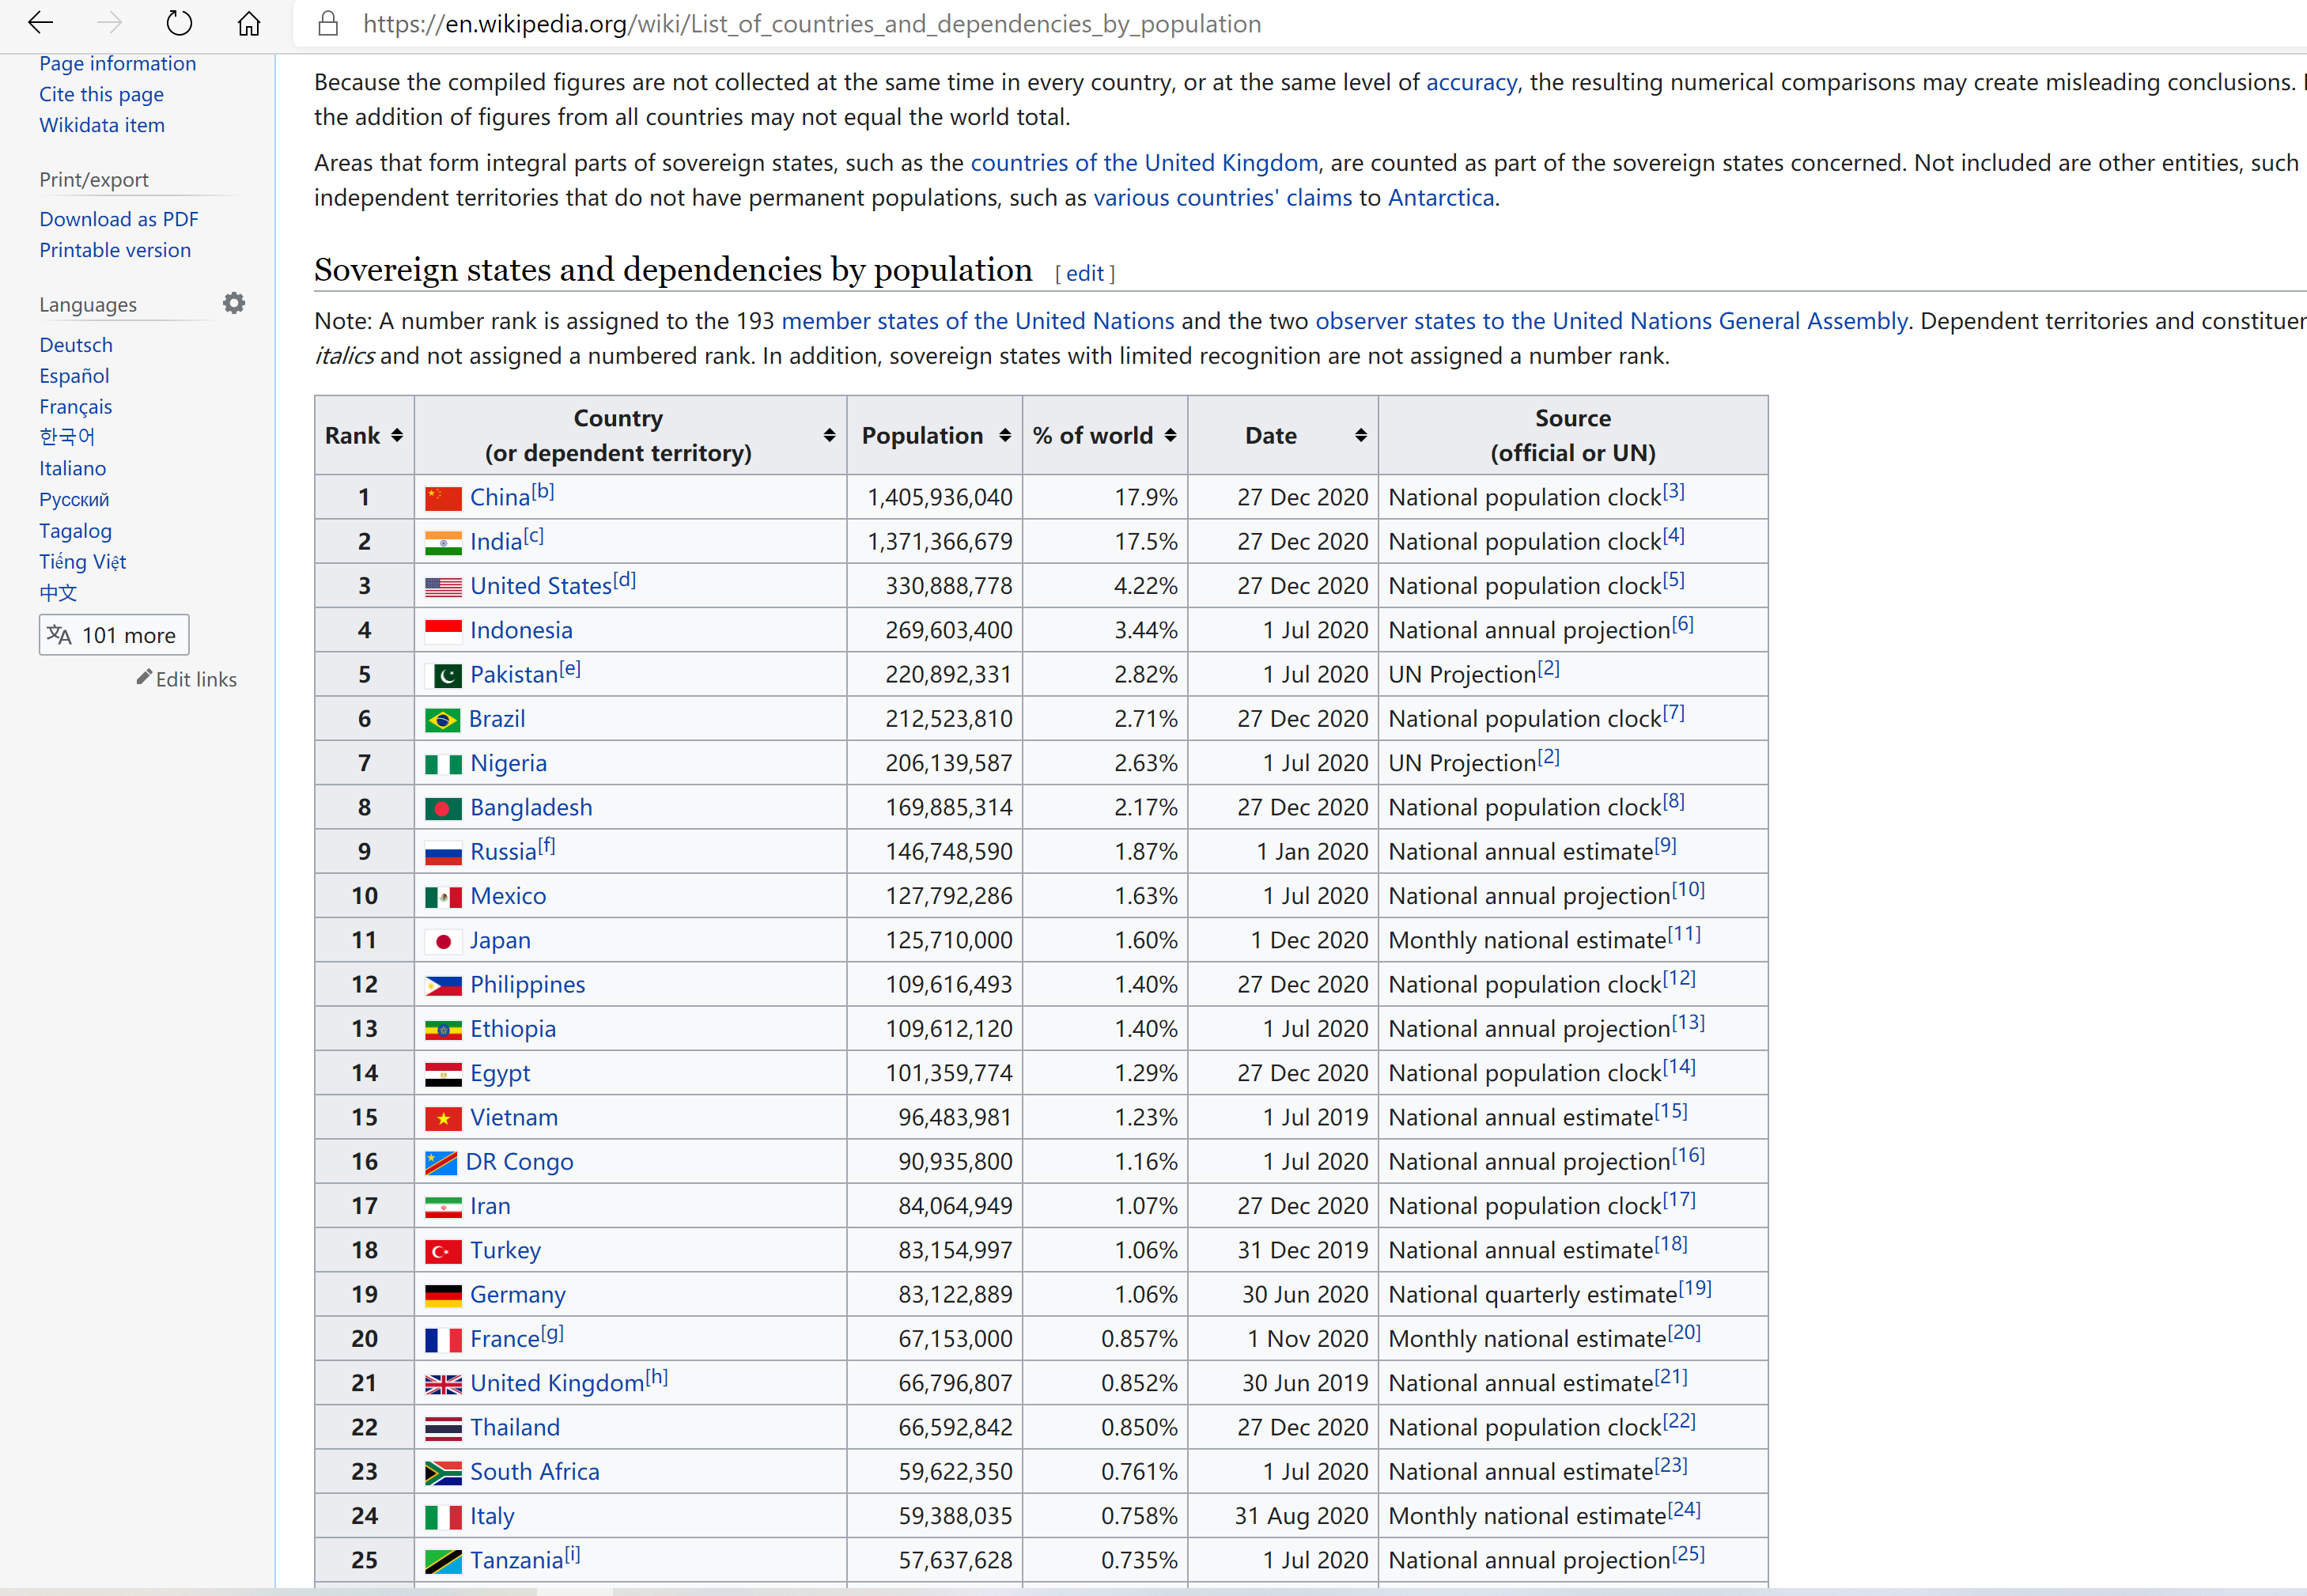 https://en.wikipedia.org/wiki/List_of_countries_and_dependencies_by_population
Page information
Cite this page
Wikidata item
Print/export
Download as PDF
Printable version
Languages
Deutsch
Español
Français
한국어
Italiano
Русский
Tagalog
Tiếng Việt
中文
101 more
Edit links
Because the compiled figures are not collected at the same time in every country, or at the same level of accuracy, the resulting numerical comparisons may create misleading conclusions.
the addition of figures from all countries may not equal the world total.
Areas that form integral parts of sovereign states, such as the countries of the United Kingdom, are counted as part of the sovereign states concerned. Not included are other entities, such
independent territories that do not have permanent populations, such as various countries' claims to Antarctica.
Sovereign states and dependencies by population [ edit ]
Note: A number rank is assigned to the 193 member states of the United Nations and the two observer states to the United Nations General Assembly. Dependent territories and constituen
italics and not assigned a numbered rank. In addition, sovereign states with limited recognition are not assigned a number rank.
Rank Country (or dependent territory) Population % of world Date Source (official or UN)
1 China[b] 1,405,936,040 17.9% 27 Dec 2020 National population clock[3]
2 India[c] 1,371,366,679 17.5% 27 Dec 2020 National population clock[4]
3 United States[d] 330,888,778 4.22% 27 Dec 2020 National population clock[5]
4 Indonesia 269,603,400 3.44% 1 Jul 2020 National annual projection[6]
5 Pakistan[e] 220,892,331 2.82% 1 Jul 2020 UN Projection[2]
6 Brazil 212,523,810 2.71% 27 Dec 2020 National population clock[7]
7 Nigeria 206,139,587 2.63% 1 Jul 2020 UN Projection[2]
8 Bangladesh 169,885,314 2.17% 27 Dec 2020 National population clock[8]
9 Russia[f] 146,748,590 1.87% 1 Jan 2020 National annual estimate[9]
10 Mexico 127,792,286 1.63% 1 Jul 2020 National annual projection[10]
11 Japan 125,710,000 1.60% 1 Dec 2020 Monthly national estimate[11]
12 Philippines 109,616,493 1.40% 27 Dec 2020 National population clock[12]
13 Ethiopia 109,612,120 1.40% 1 Jul 2020 National annual projection[13]
14 Egypt 101,359,774 1.29% 27 Dec 2020 National population clock[14]
15 Vietnam 96,483,981 1.23% 1 Jul 2019 National annual estimate[15]
16 DR Congo 90,935,800 1.16% 1 Jul 2020 National annual projection[16]
17 Iran 84,064,949 1.07% 27 Dec 2020 National population clock[17]
18 Turkey 83,154,997 1.06% 31 Dec 2019 National annual estimate[18]
19 Germany 83,122,889 1.06% 30 Jun 2020 National quarterly estimate[19]
20 France[g] 67,153,000 0.857% 1 Nov 2020 Monthly national estimate[20]
21 United Kingdom[h] 66,796,807 0.852% 30 Jun 2019 National annual estimate[21]
22 Thailand 66,592,842 0.850% 27 Dec 2020 National population clock[22]
23 South Africa 59,622,350 0.761% 1 Jul 2020 National annual estimate[23]
24 Italy 59,388,035 0.758% 31 Aug 2020 Monthly national estimate[24]
25 Tanzania[i] 57,637,628 0.735% 1 Jul 2020 National annual projection[25]